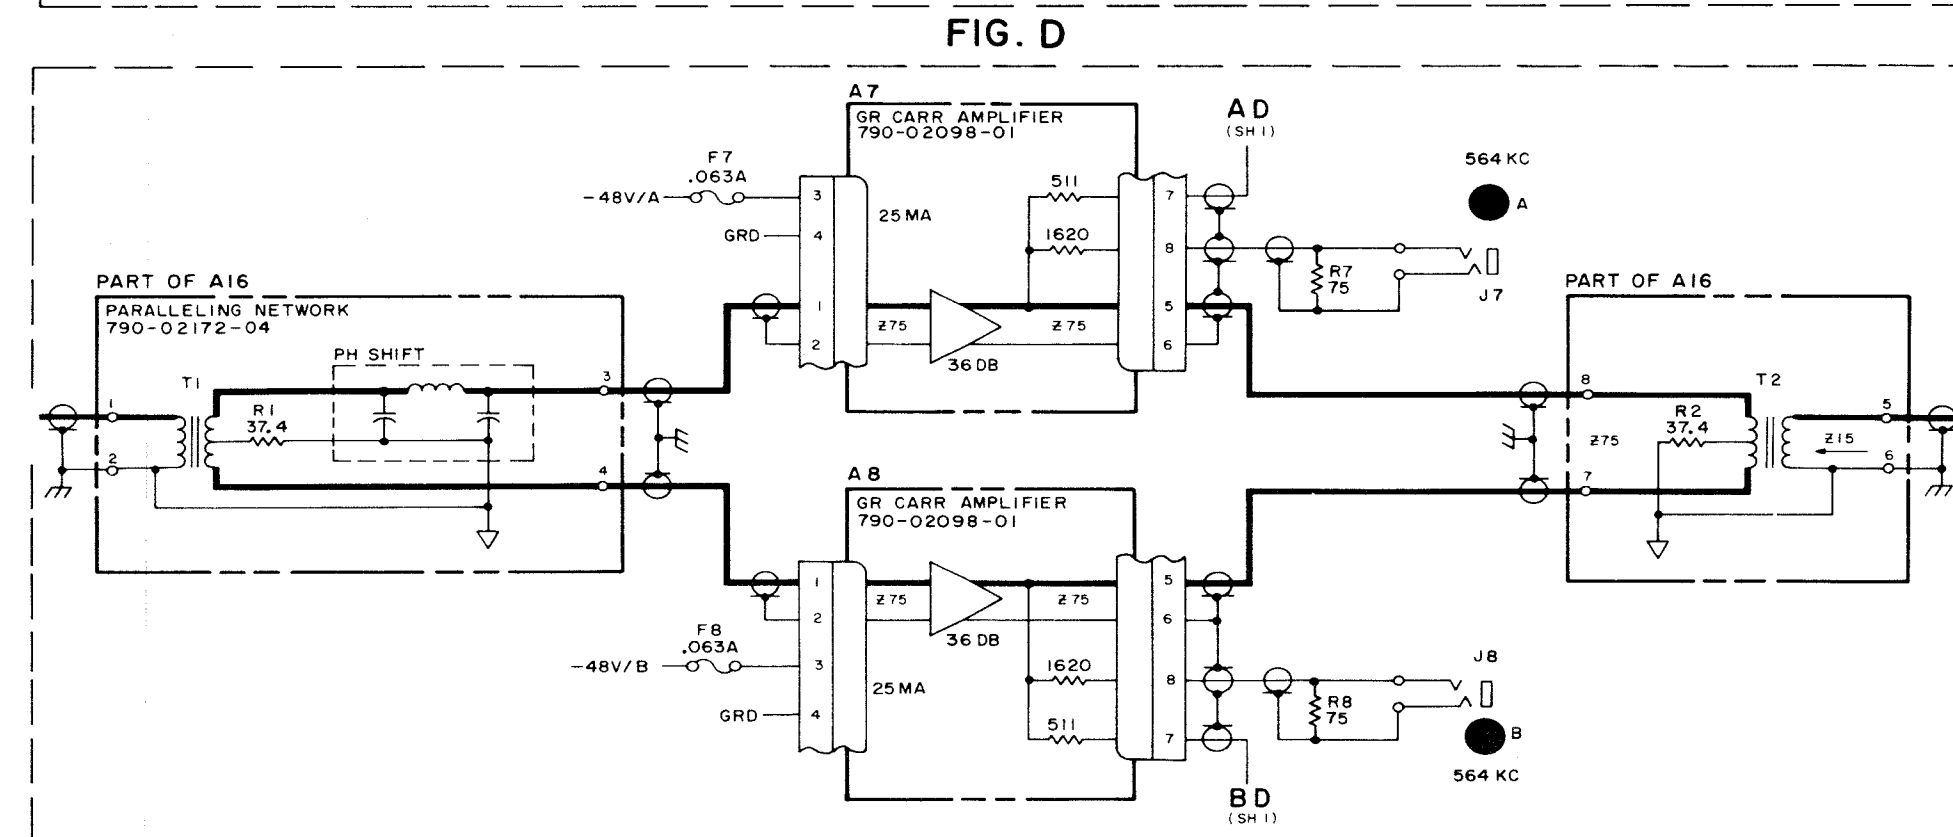 FIG. D
A7
GR CARR AMPLIFIER
790-02098-01
F7
.063A
-48V/A
3
GRD
4
25 MA
511
1620
7
8
AD
(SH 1)
564 KC
A
R7
75
J7
1
2
Z75
36 DB
Z75
5
6
PART OF A16
PARALLELING NETWORK
790-02172-04
PH SHIFT
T1
R1
37.4
1
2
3
4
PART OF A16
8
T2
R2
37.4
Z75
7
Z15
5
6
A8
GR CARR AMPLIFIER
790-02098-01
1
2
Z75
36 DB
Z75
5
6
F8
.063A
-48V/B
3
GRD
4
25 MA
1620
511
8
7
R8
75
J8
B
564 KC
BD
(SH 1)